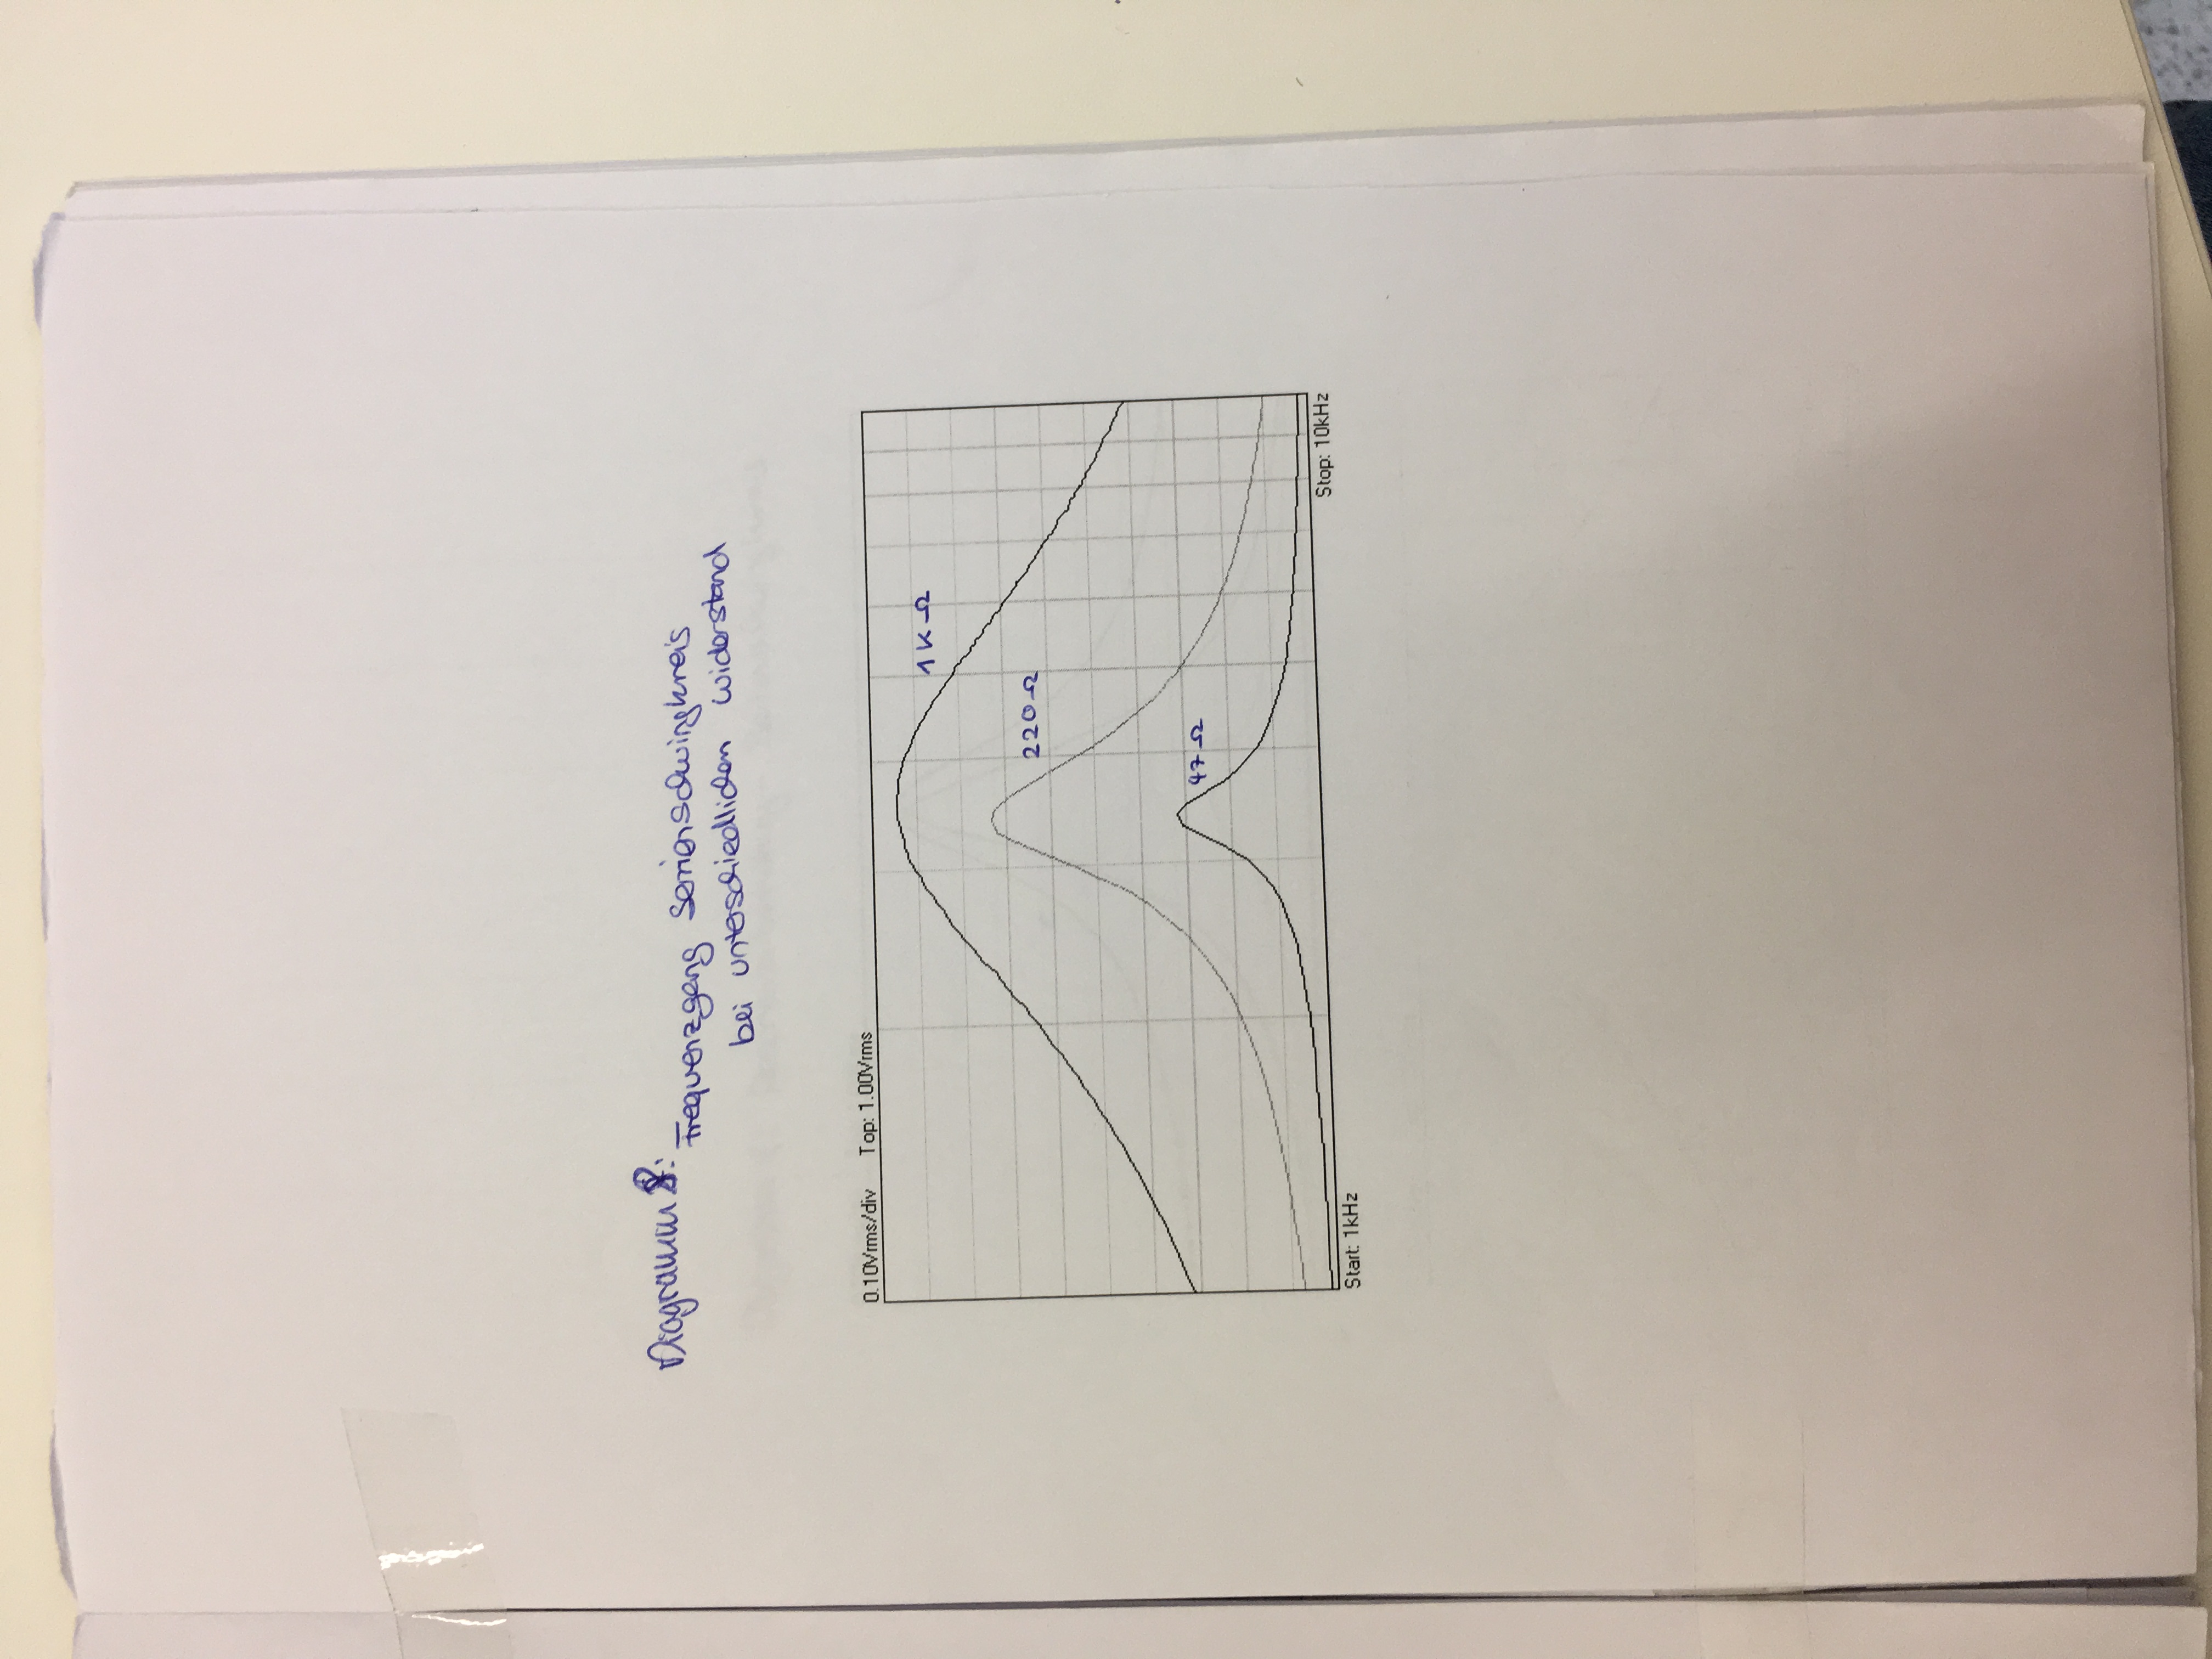 Diagramm 8:
Frequenzgang Serienschwingkreis
bei unterschiedlichen Widerstand
0.10Vrms/div Top: 1.00Vrms
1KΩ
220Ω
47Ω
Stop: 10kHz
Start: 1kHz